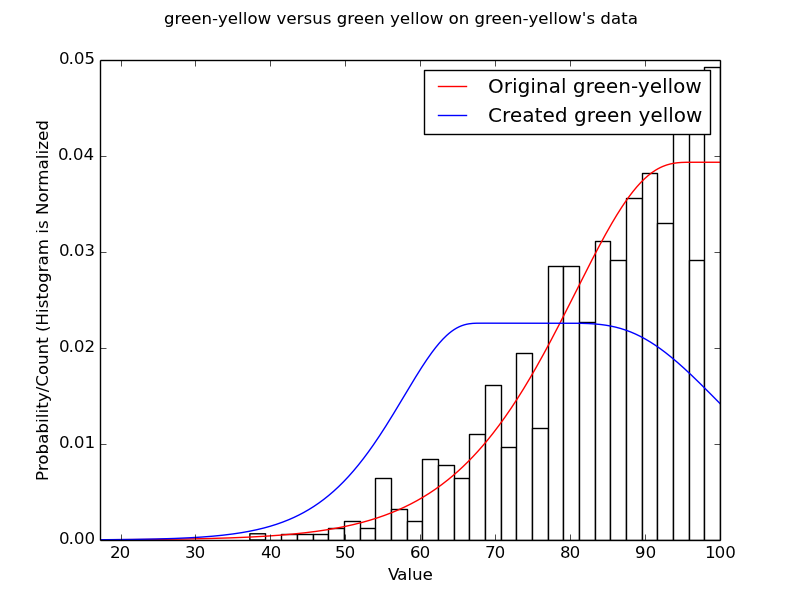 green-yellow versus green yellow on green-yellow's data
Original green-yellow
Created green yellow
0.05
0.04
0.03
0.02
0.01
0.00
Probability/Count (Histogram is Normalized
20 30 40 50 60 70 80 90 100
Value